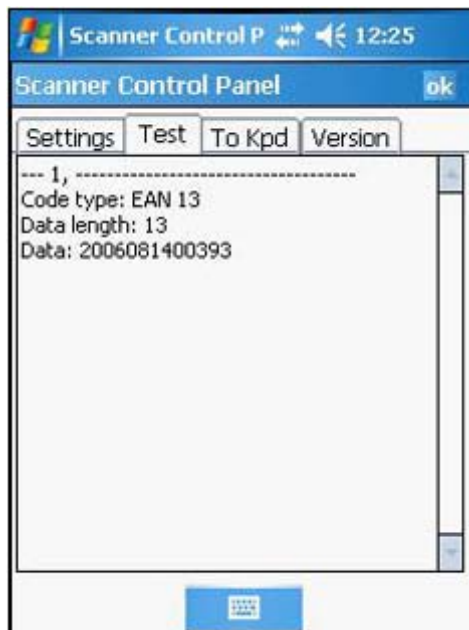 Scanner Control P 12:25
Scanner Control Panel ok
Settings Test To Kpd Version
--- 1, ------------------------------------
Code type: EAN 13
Data length: 13
Data: 2006081400393